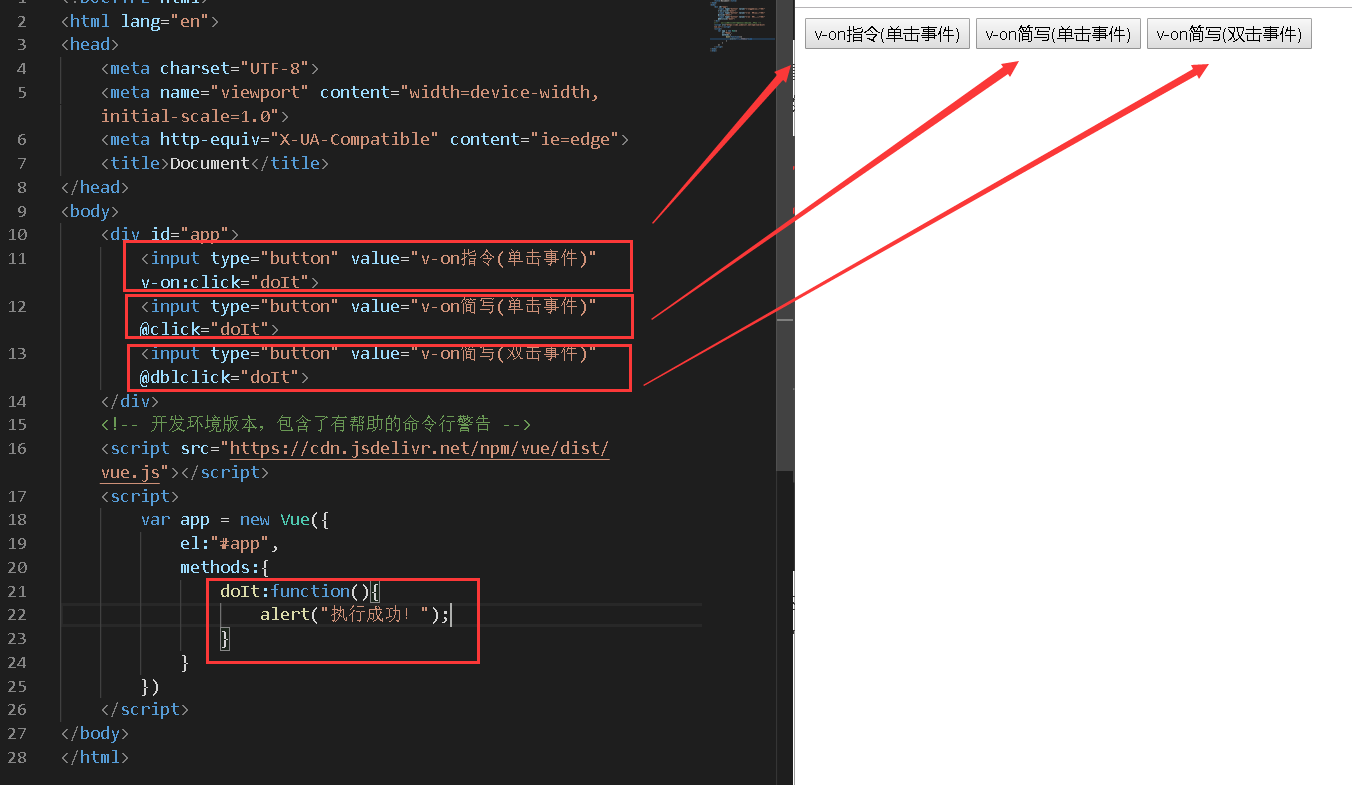 <!DOCTYPE html>
2 <html lang="en">
3 <head>
4 <meta charset="UTF-8">
5 <meta name="viewport" content="width=device-width,
initial-scale=1.0">
6 <meta http-equiv="X-UA-Compatible" content="ie=edge">
7 <title>Document</title>
8 </head>
9 <body>
10 <div id="app">
11 <input type="button" value="v-on指令(单击事件)"
v-on:click="doIt">
12 <input type="button" value="v-on简写(单击事件)"
@click="doIt">
13 <input type="button" value="v-on简写(双击事件)"
@dblclick="doIt">
14 </div>
15 <!-- 开发环境版本，包含了有帮助的命令行警告 -->
16 <script src="https://cdn.jsdelivr.net/npm/vue/dist/
vue.js"></script>
17 <script>
18 var app = new Vue({
19 el:"#app",
20 methods:{
21 doIt:function(){
22 alert("执行成功！");
23 }
24 }
25 })
26 </script>
27 </body>
28 </html>
v-on指令(单击事件) v-on简写(单击事件) v-on简写(双击事件)